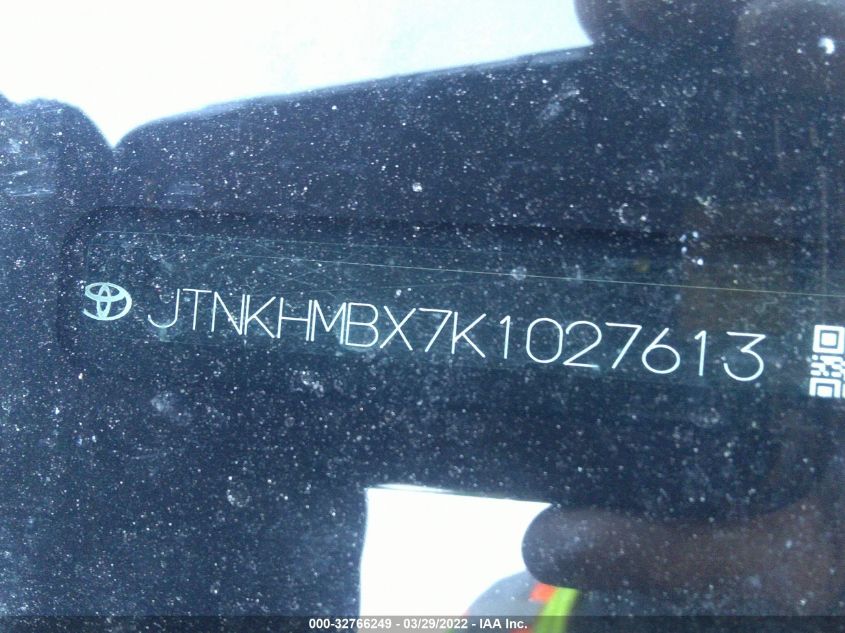 JTNKHMBX7K1027613
000-32766249 - 03/29/2022 - IAA Inc.